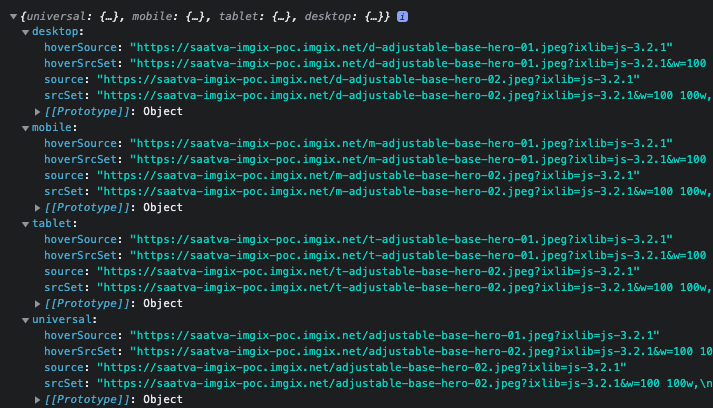 {universal: {…}, mobile: {…}, tablet: {…}, desktop: {…}} i
desktop:
hoverSource: "https://saatva-imgix-poc.imgix.net/d-adjustable-base-hero-01.jpeg?ixlib=js-3.2.1"
hoverSrcSet: "https://saatva-imgix-poc.imgix.net/d-adjustable-base-hero-01.jpeg?ixlib=js-3.2.1&w=100
source: "https://saatva-imgix-poc.imgix.net/d-adjustable-base-hero-02.jpeg?ixlib=js-3.2.1"
srcSet: "https://saatva-imgix-poc.imgix.net/d-adjustable-base-hero-02.jpeg?ixlib=js-3.2.1&w=100 100w,
[[Prototype]]: Object
mobile:
hoverSource: "https://saatva-imgix-poc.imgix.net/m-adjustable-base-hero-01.jpeg?ixlib=js-3.2.1"
hoverSrcSet: "https://saatva-imgix-poc.imgix.net/m-adjustable-base-hero-01.jpeg?ixlib=js-3.2.1&w=100
source: "https://saatva-imgix-poc.imgix.net/m-adjustable-base-hero-02.jpeg?ixlib=js-3.2.1"
srcSet: "https://saatva-imgix-poc.imgix.net/m-adjustable-base-hero-02.jpeg?ixlib=js-3.2.1&w=100 100w,
[[Prototype]]: Object
tablet:
hoverSource: "https://saatva-imgix-poc.imgix.net/t-adjustable-base-hero-01.jpeg?ixlib=js-3.2.1"
hoverSrcSet: "https://saatva-imgix-poc.imgix.net/t-adjustable-base-hero-01.jpeg?ixlib=js-3.2.1&w=100
source: "https://saatva-imgix-poc.imgix.net/t-adjustable-base-hero-02.jpeg?ixlib=js-3.2.1"
srcSet: "https://saatva-imgix-poc.imgix.net/t-adjustable-base-hero-02.jpeg?ixlib=js-3.2.1&w=100 100w,
[[Prototype]]: Object
universal:
hoverSource: "https://saatva-imgix-poc.imgix.net/adjustable-base-hero-01.jpeg?ixlib=js-3.2.1"
hoverSrcSet: "https://saatva-imgix-poc.imgix.net/adjustable-base-hero-02.jpeg?ixlib=js-3.2.1&w=100 10
source: "https://saatva-imgix-poc.imgix.net/adjustable-base-hero-02.jpeg?ixlib=js-3.2.1"
srcSet: "https://saatva-imgix-poc.imgix.net/adjustable-base-hero-02.jpeg?ixlib=js-3.2.1&w=100 100w,\n
[[Prototype]]: Object